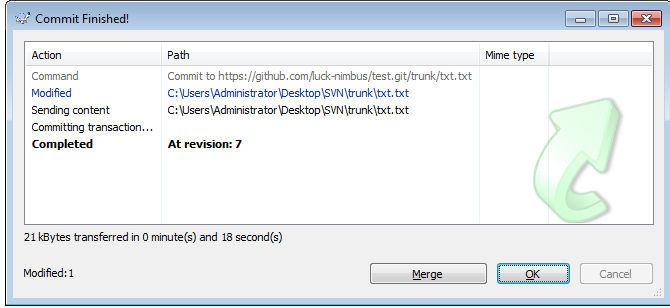 Commit Finished!
Action Path Mime type
Command Commit to https://github.com/luck-nimbus/test.git/trunk/txt.txt
Modified C:\Users\Administrator\Desktop\SVN\trunk\txt.txt
Sending content C:\Users\Administrator\Desktop\SVN\trunk\txt.txt
Committing transaction...
Completed At revision: 7
21 kBytes transferred in 0 minute(s) and 18 second(s)
Modified:1 Merge OK Cancel